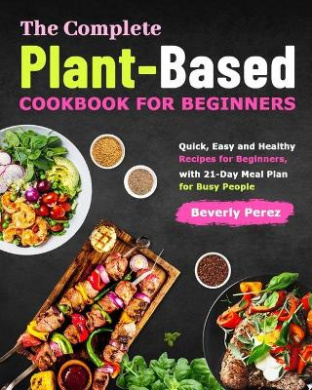 The Complete
Plant-Based
COOKBOOK FOR BEGINNERS
Quick, Easy and Healthy
Recipes for Beginners,
with 21-Day Meal Plan
for Busy People
Beverly Perez